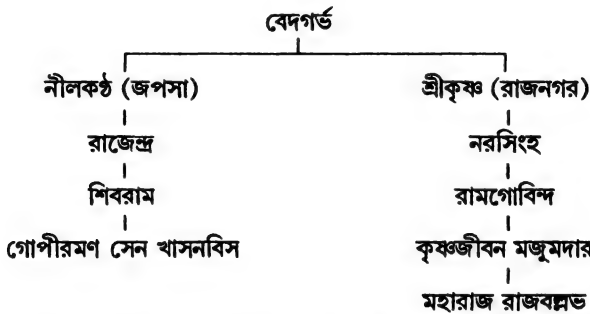 বেদগর্ভ
নীলকণ্ঠ (জপসা) শ্রীকৃষ্ণ (রাজনগর)
রাজেন্দ্র নরসিংহ
শিবরাম রামগোবিন্দ
গোপীরমণ সেন খাসনবিস কৃষ্ণজীবন মজুমদার
মহারাজ রাজবল্লভ